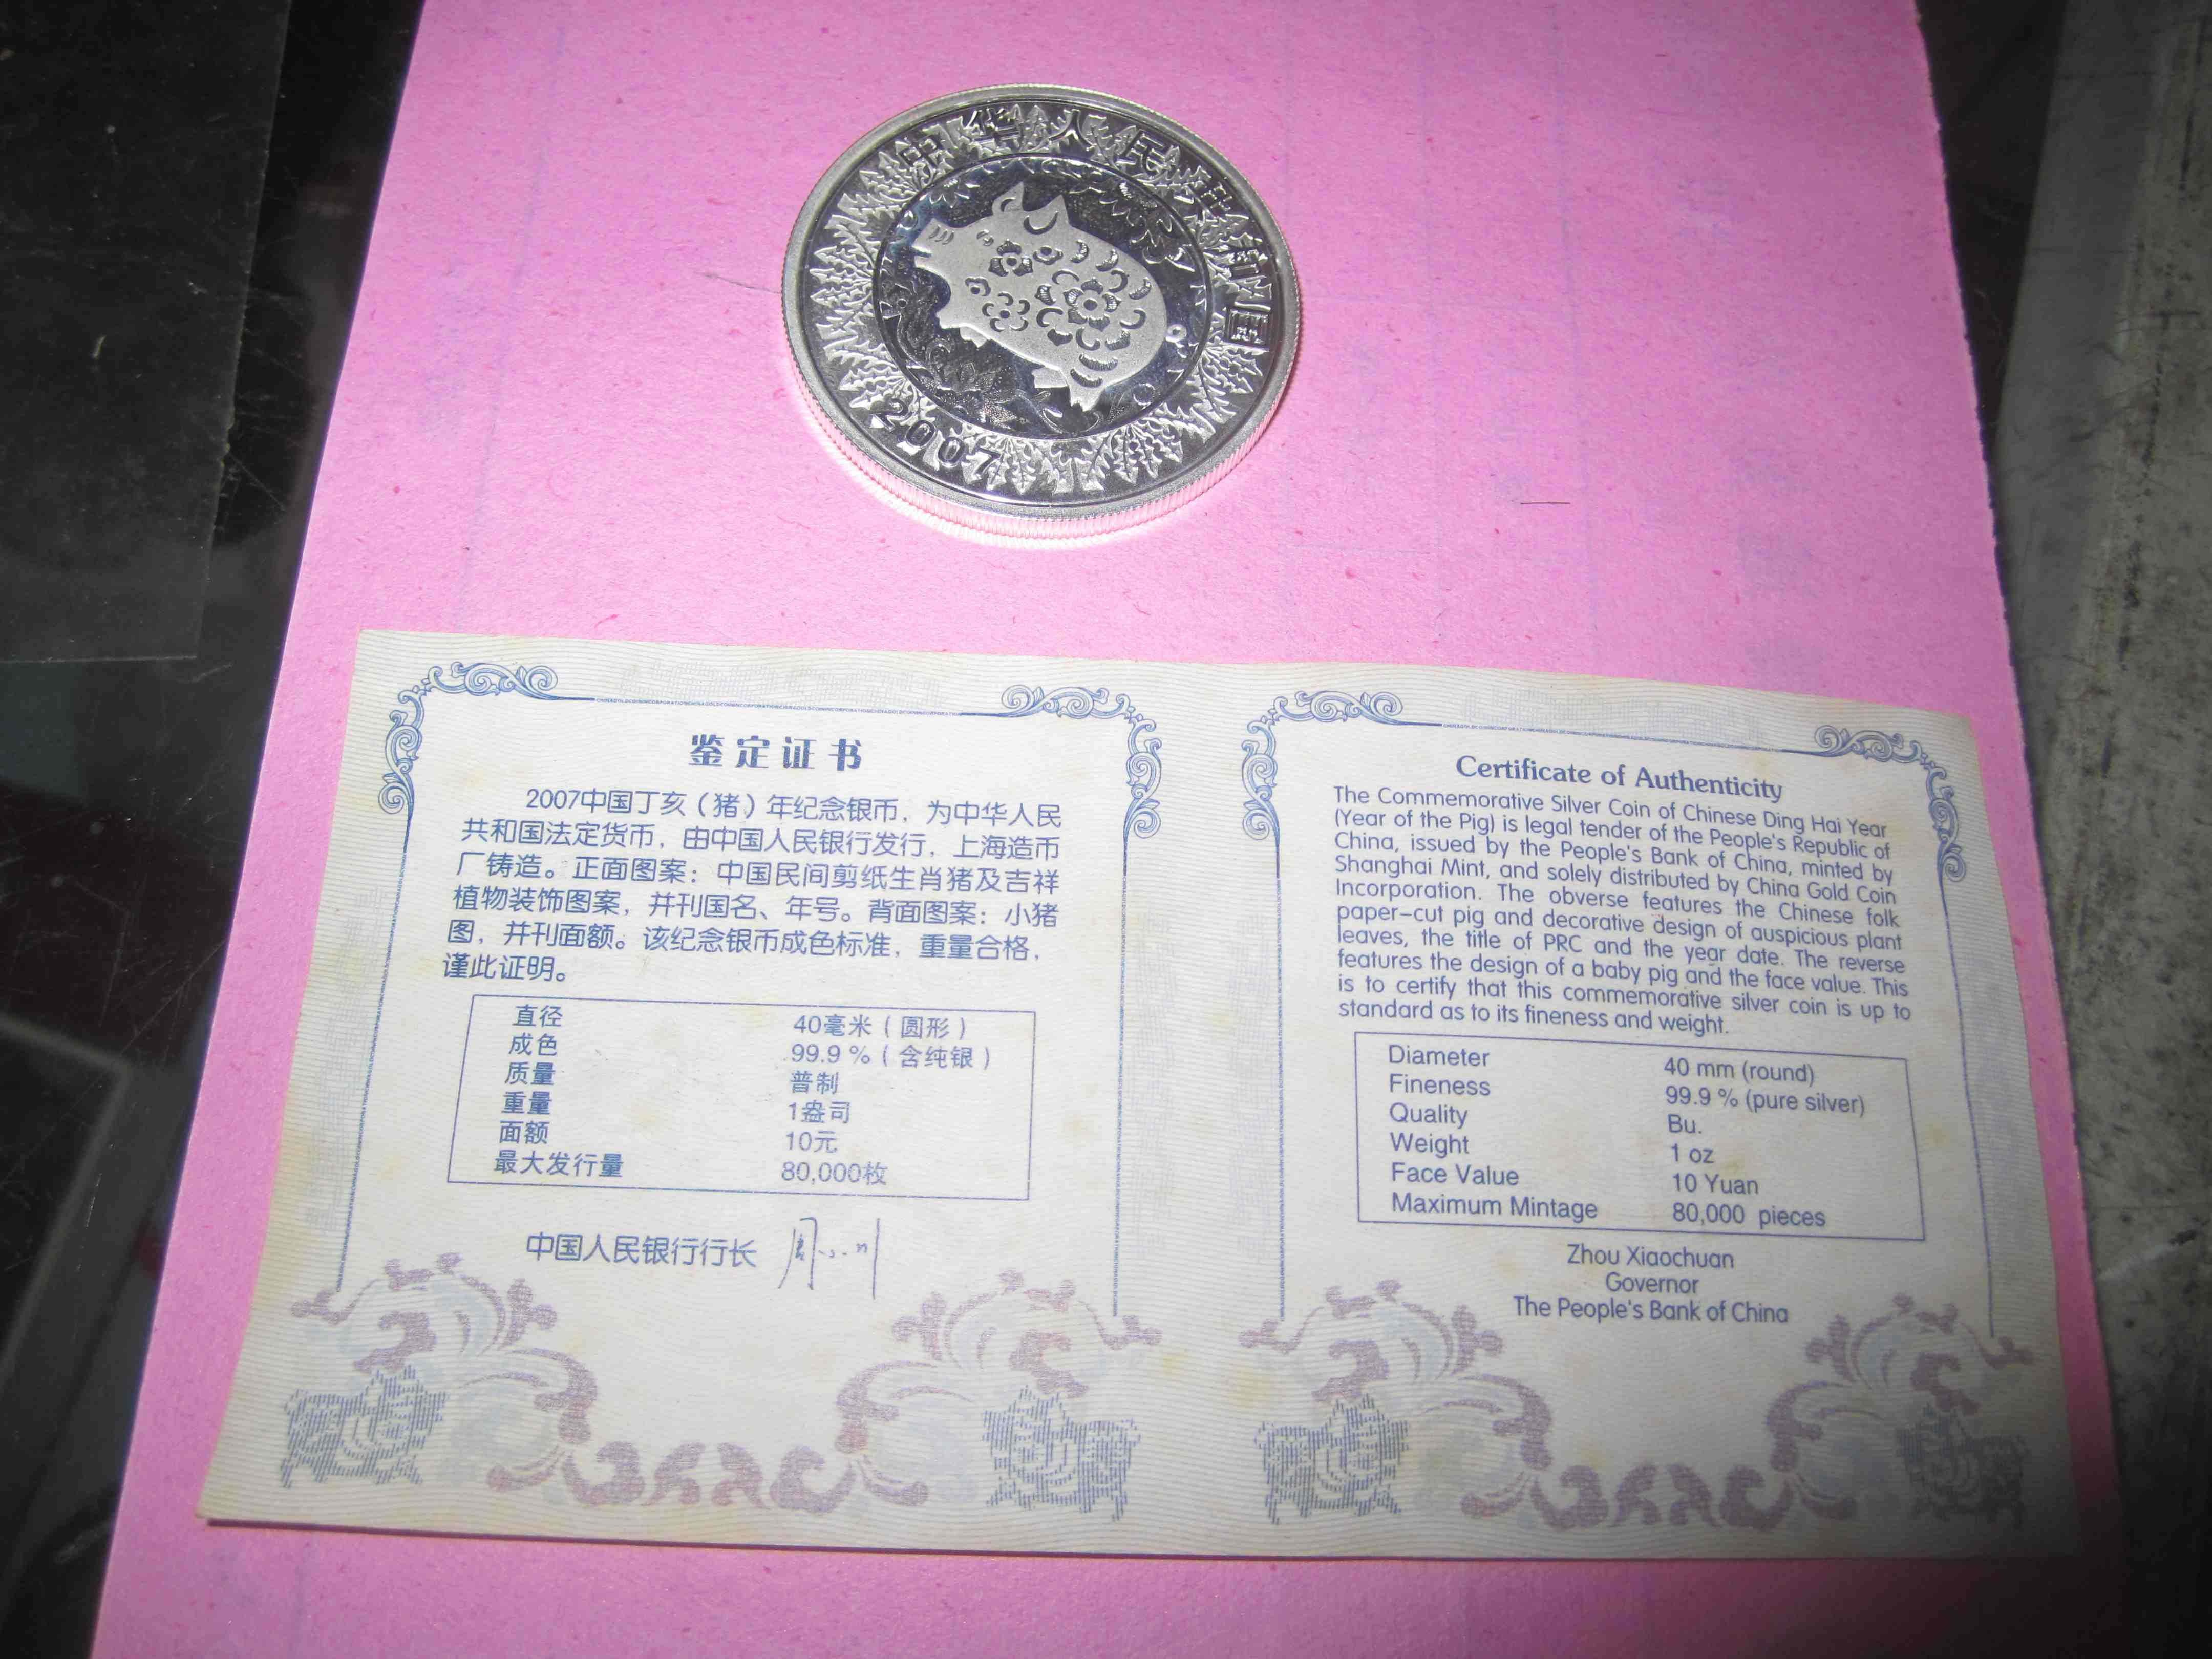 中华人民共和国
2007
鉴定证书
2007中国丁亥（猪）年纪念银币，为中华人民
共和国法定货币，由中国人民银行发行，上海造币
厂铸造。正面图案：中国民间剪纸生肖猪及吉祥
植物装饰图案，并刊国名、年号。背面图案：小猪
图，并刊面额。该纪念银币成色标准，重量合格，
谨此证明。
直径 40毫米（圆形）
成色 99.9％（含纯银）
质量 普制
重量 1盎司
面额 10元
最大发行量 80,000枚
中国人民银行行长 周小川
Certificate of Authenticity
The Commemorative Silver Coin of Chinese Ding Hai Year
(Year of the Pig) is legal tender of the People's Republic of
China, issued by the People's Bank of China, minted by
Shanghai Mint, and solely distributed by China Gold Coin
Incorporation. The obverse features the Chinese folk
paper-cut pig and decorative design of auspicious plant
leaves, the title of PRC and the year date. The reverse
features the design of a baby pig and the face value. This
is to certify that this commemorative silver coin is up to
standard as to its fineness and weight.
Diameter 40 mm (round)
Fineness 99.9 % (pure silver)
Quality Bu.
Weight 1 oz
Face Value 10 Yuan
Maximum Mintage 80,000 pieces
Zhou Xiaochuan
Governor
The People's Bank of China